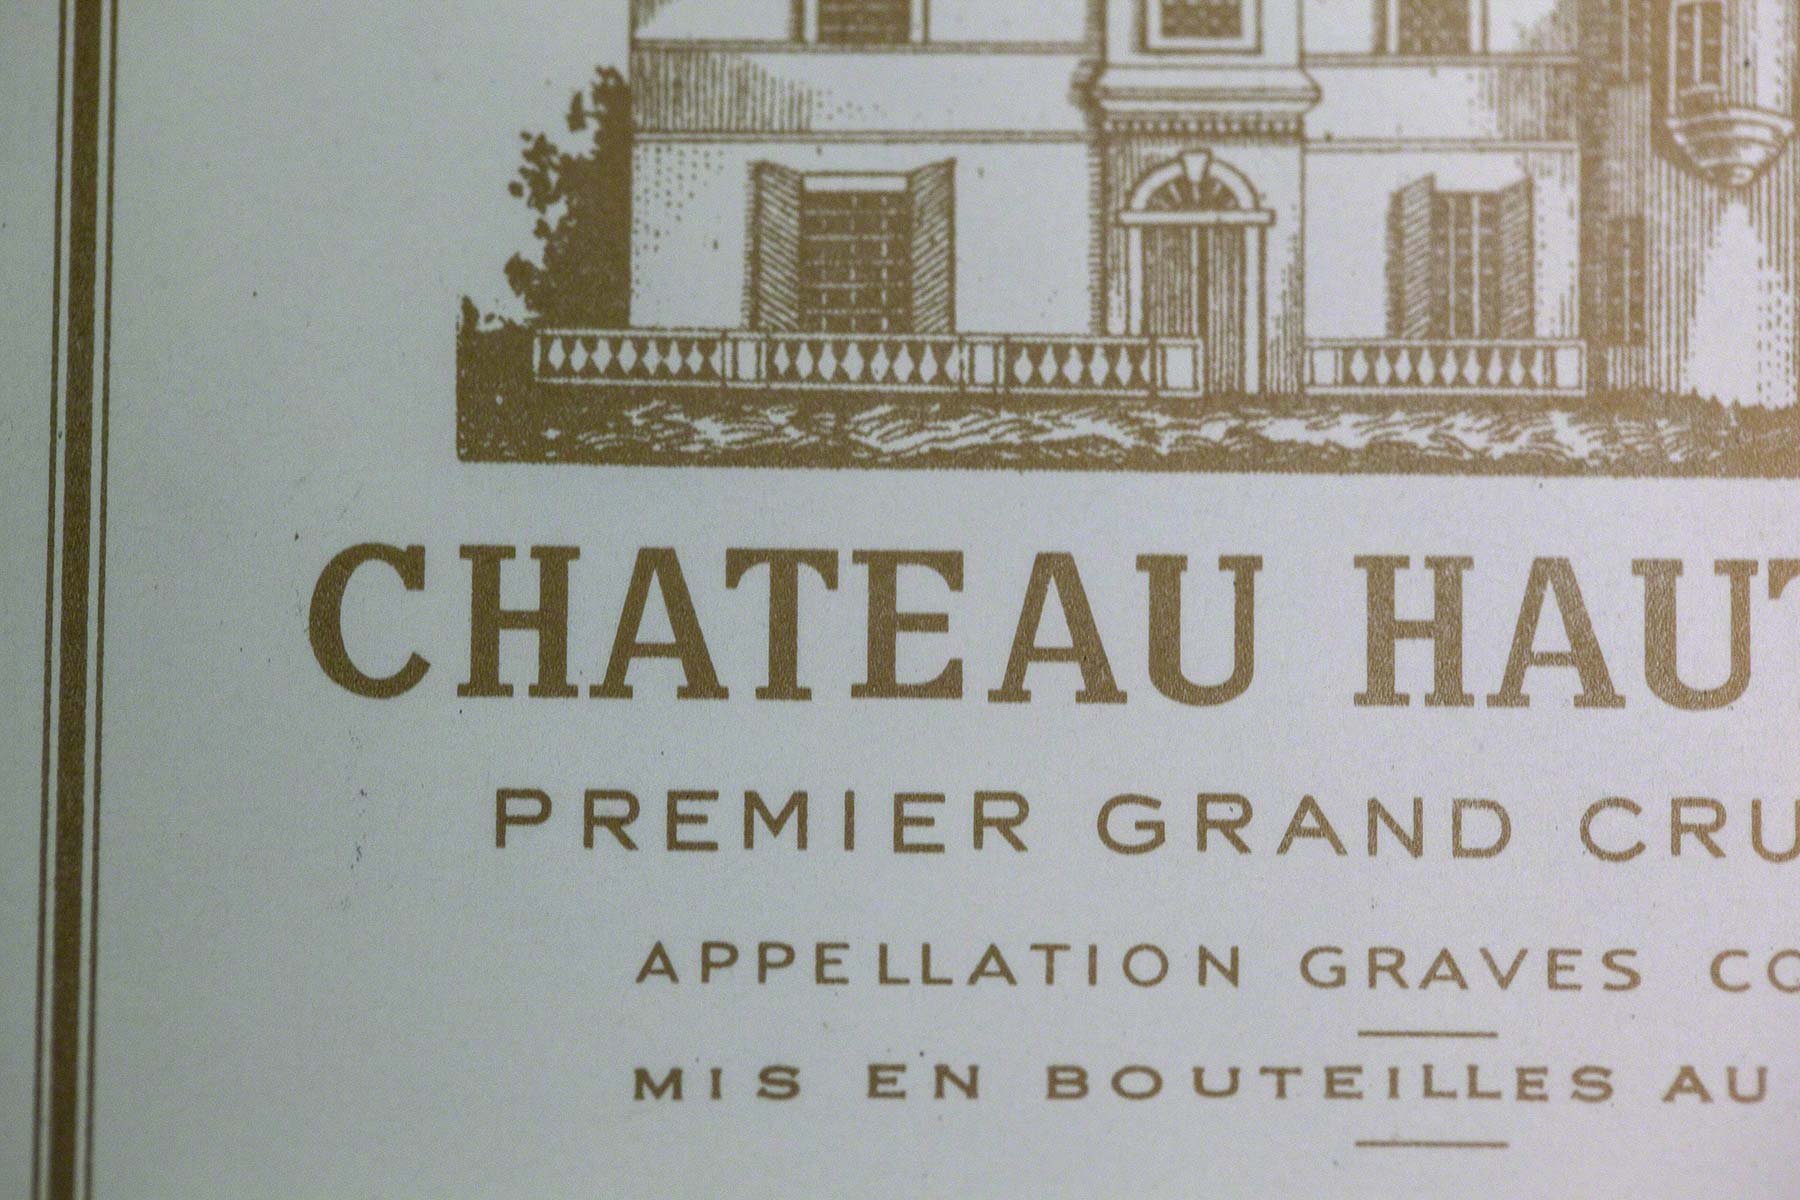 CHATEAU HAUT
PREMIER GRAND CRU
APPELLATION GRAVES CO
MIS EN BOUTEILLES AU